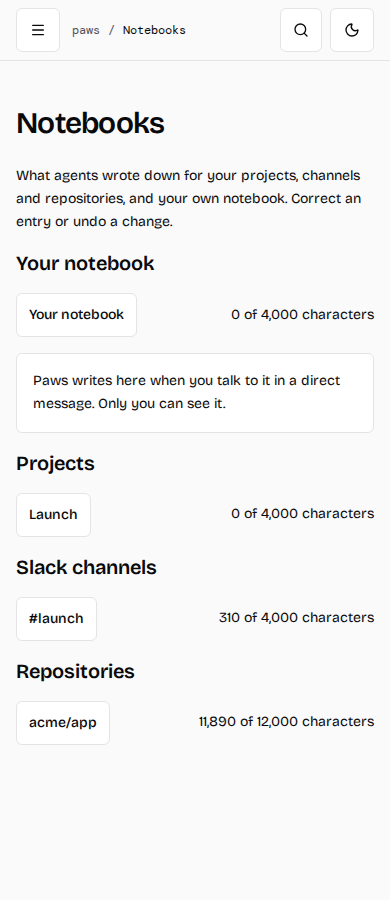 paws / Notebooks
Notebooks
What agents wrote down for your projects, channels
and repositories, and your own notebook. Correct an
entry or undo a change.
Your notebook
Your notebook 0 of 4,000 characters
Paws writes here when you talk to it in a direct
message. Only you can see it.
Projects
Launch 0 of 4,000 characters
Slack channels
#launch 310 of 4,000 characters
Repositories
acme/app 11,890 of 12,000 characters